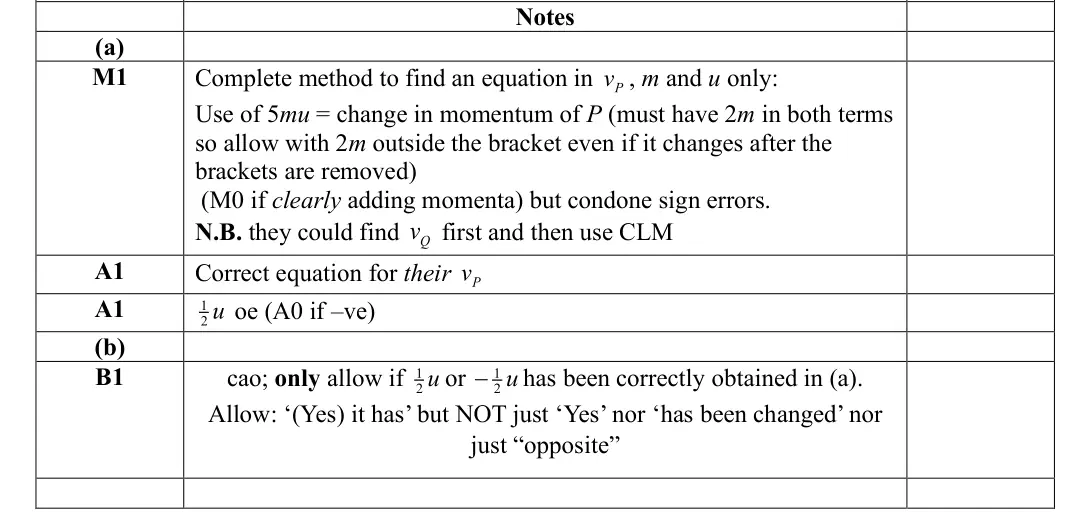 Notes
(a)
M1 Complete method to find an equation in v_P , m and u only:
Use of 5mu = change in momentum of P (must have 2m in both terms
so allow with 2m outside the bracket even if it changes after the
brackets are removed)
(M0 if clearly adding momenta) but condone sign errors.
N.B. they could find v_Q first and then use CLM
A1 Correct equation for their v_P
A1 ½u oe (A0 if –ve)
(b)
B1 cao; only allow if ½u or −½u has been correctly obtained in (a).
Allow: ‘(Yes) it has’ but NOT just ‘Yes’ nor ‘has been changed’ nor
just “opposite”